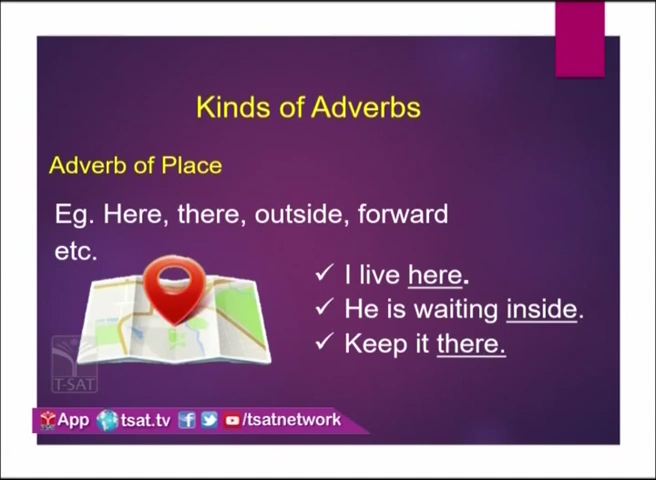 Kinds of Adverbs
Adverb of Place
Eg. Here, there, outside, forward
etc.
✓ I live here.
✓ He is waiting inside.
✓ Keep it there.
T-SAT
App tsat.tv /tsatnetwork